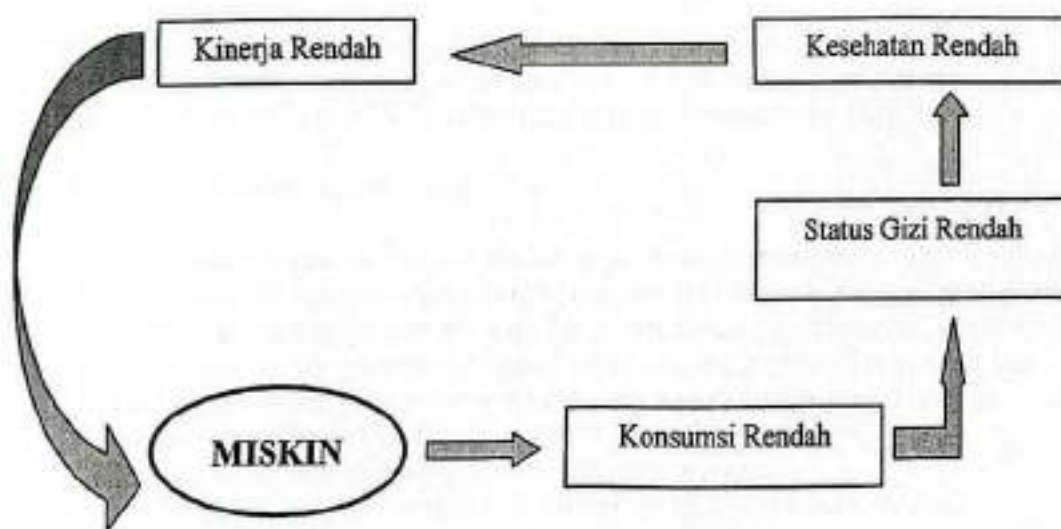 Kinerja Rendah
Kesehatan Rendah
Status Gizi Rendah
MISKIN
Konsumsi Rendah